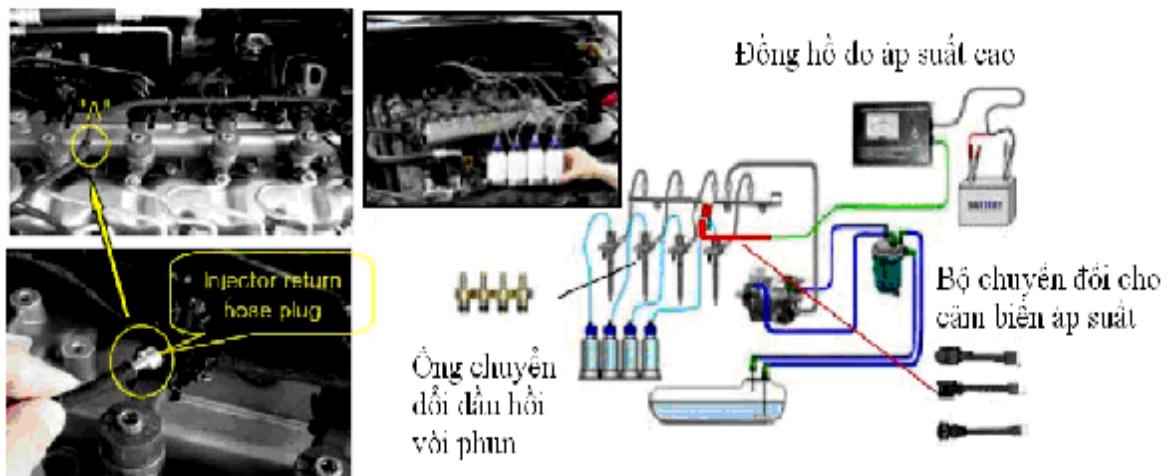 "A"
Injector return
hose plug
Đồng hồ đo áp suất cao
BATTERY
Bộ chuyển đổi cho
cảm biến áp suất
Ống chuyển
đổi dầu hồi
vòi phun